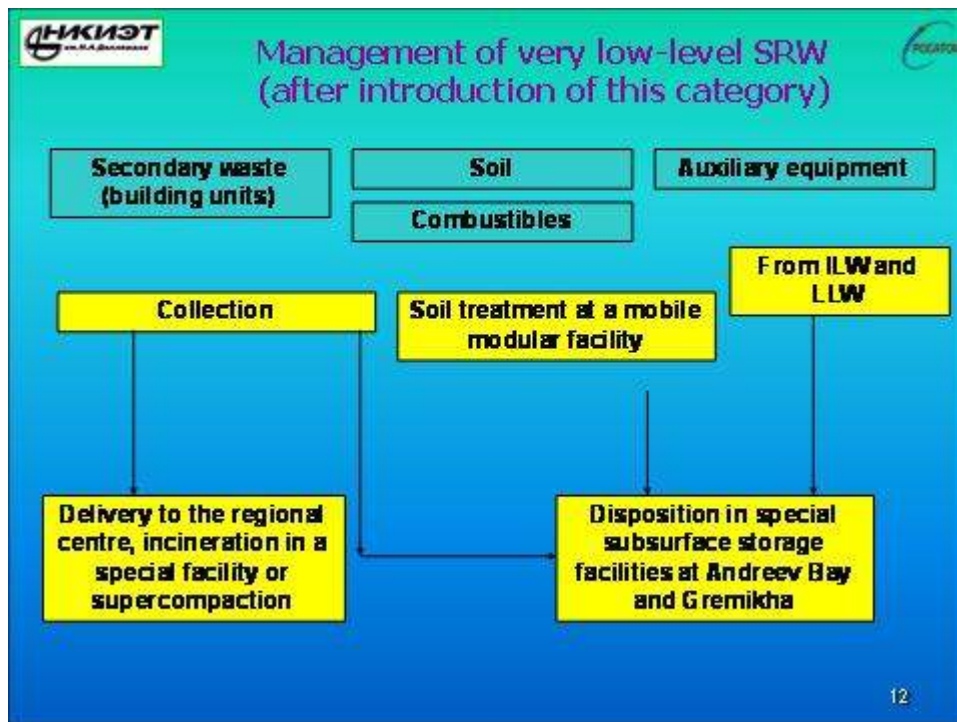 НИКИЭТ
Management of very low-level SRW
(after introduction of this category)
Secondary waste
(building units)
Soil
Auxiliary equipment
Combustibles
From ILW and
LLW
Collection
Soil treatment at a mobile
modular facility
Delivery to the regional
centre, incineration in a
special facility or
supercompaction
Disposition in special
subsurface storage
facilities at Andreev Bay
and Gremikha
12